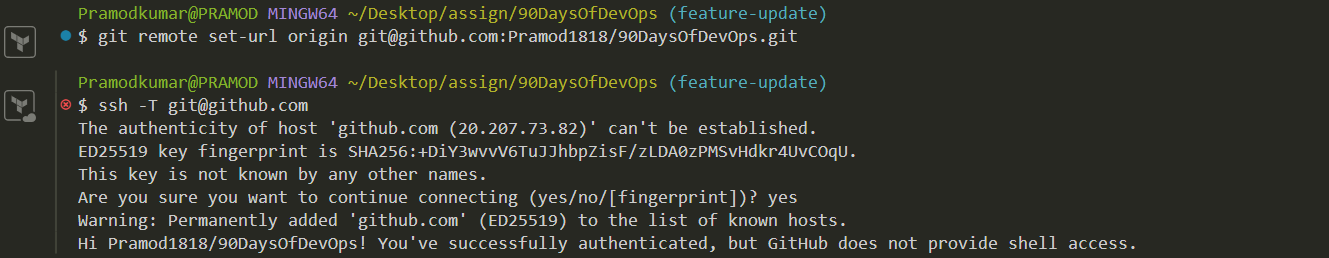 Pramodkumar@PRAMOD MINGW64 ~/Desktop/assign/90DaysOfDevOps (feature-update)
$ git remote set-url origin git@github.com:Pramod1818/90DaysOfDevOps.git
Pramodkumar@PRAMOD MINGW64 ~/Desktop/assign/90DaysOfDevOps (feature-update)
$ ssh -T git@github.com
The authenticity of host 'github.com (20.207.73.82)' can't be established.
ED25519 key fingerprint is SHA256:+DiY3wvvV6TuJJhbpZisF/zLDA0zPMSvHdkr4UvCOqU.
This key is not known by any other names.
Are you sure you want to continue connecting (yes/no/[fingerprint])? yes
Warning: Permanently added 'github.com' (ED25519) to the list of known hosts.
Hi Pramod1818/90DaysOfDevOps! You've successfully authenticated, but GitHub does not provide shell access.